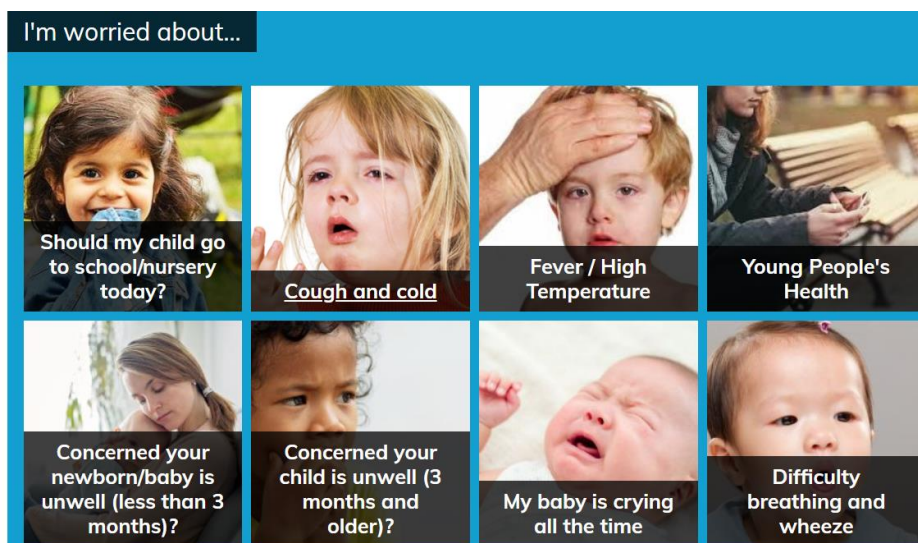 I'm worried about...
Should my child go
to school/nursery
today?
Cough and cold
Fever / High
Temperature
Young People's
Health
Concerned your
newborn/baby is
unwell (less than 3
months)?
Concerned your
child is unwell (3
months and
older)?
My baby is crying
all the time
Difficulty
breathing and
wheeze